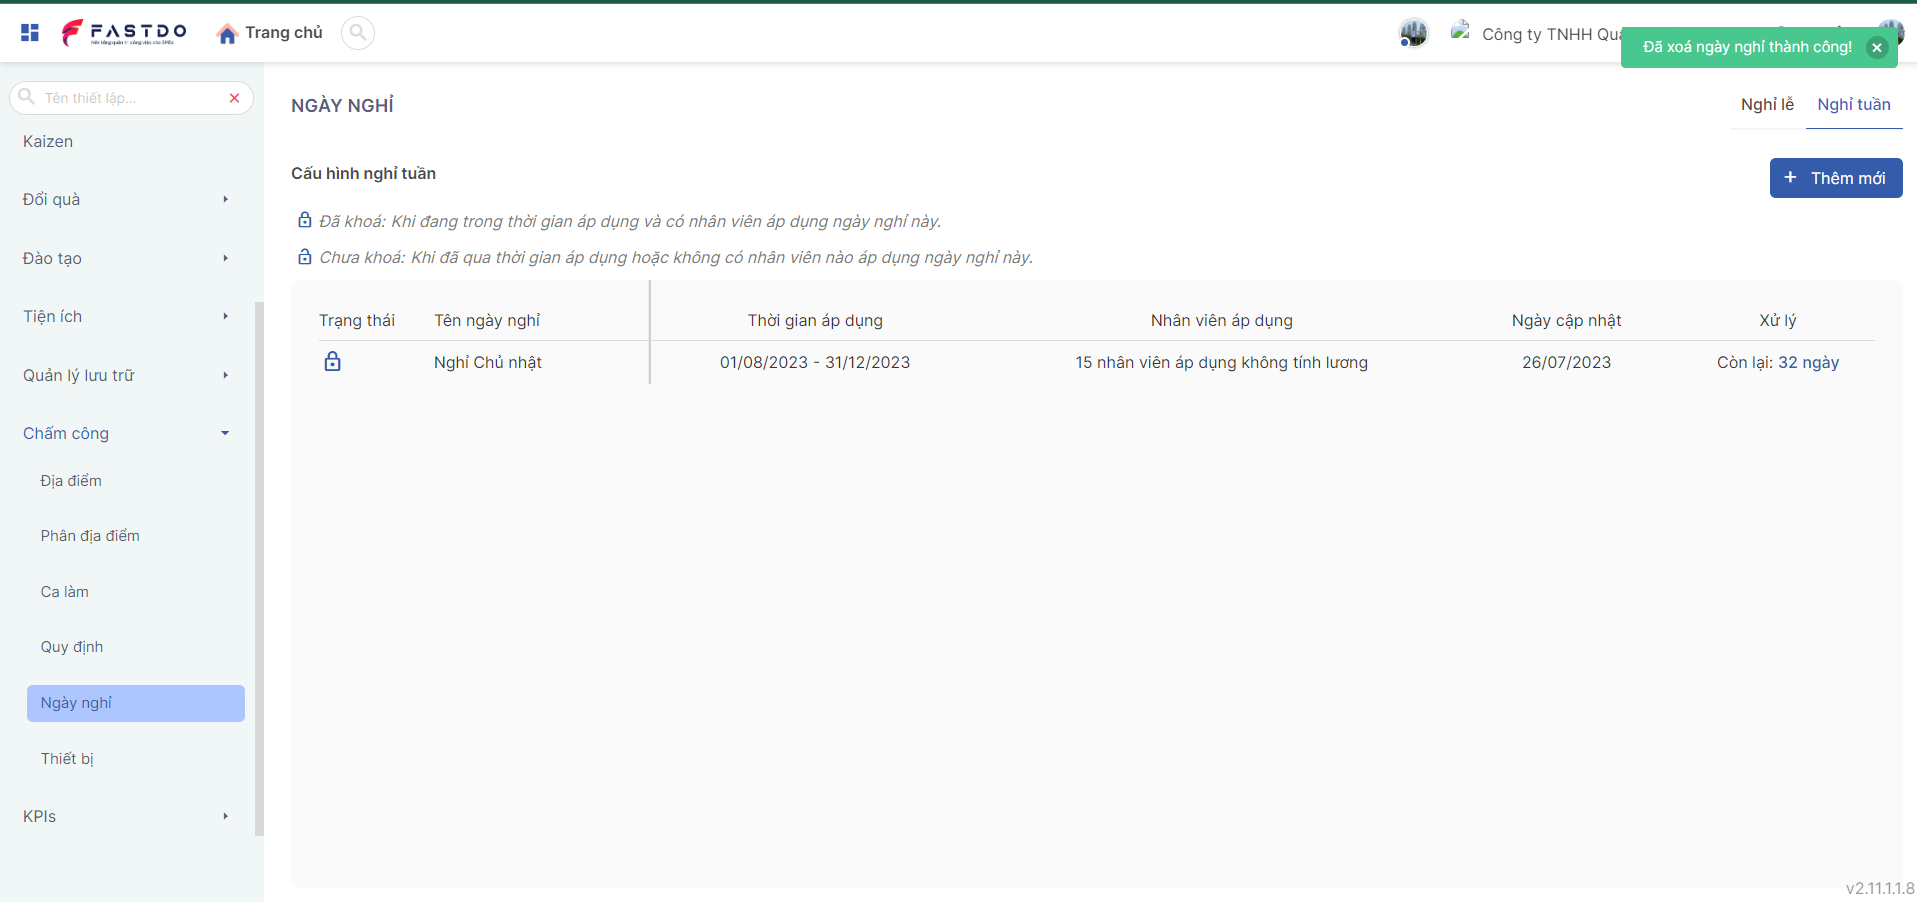 FASTDO
Trang chủ
Công ty TNHH Qu
Đã xoá ngày nghỉ thành công!
Tên thiết lập...
Kaizen
Đổi quà
Đào tạo
Tiện ích
Quản lý lưu trữ
Chấm công
Địa điểm
Phân địa điểm
Ca làm
Quy định
Ngày nghỉ
Thiết bị
KPIs
NGÀY NGHỈ
Nghỉ lễ
Nghỉ tuần
Cấu hình nghỉ tuần
+ Thêm mới
Đã khoá: Khi đang trong thời gian áp dụng và có nhân viên áp dụng ngày nghỉ này.
Chưa khoá: Khi đã qua thời gian áp dụng hoặc không có nhân viên nào áp dụng ngày nghỉ này.
Trạng thái Tên ngày nghỉ Thời gian áp dụng Nhân viên áp dụng Ngày cập nhật Xử lý
Nghỉ Chủ nhật 01/08/2023 - 31/12/2023 15 nhân viên áp dụng không tính lương 26/07/2023 Còn lại: 32 ngày
v2.11.1.1.8